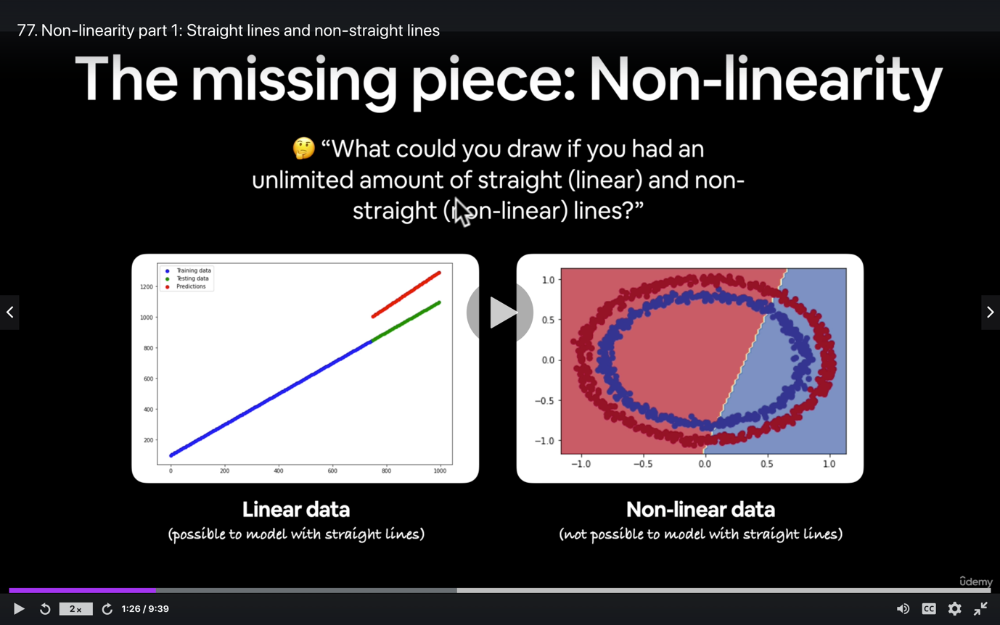 77. Non-linearity part 1: Straight lines and non-straight lines
The missing piece: Non-linearity
🤔 “What could you draw if you had an
unlimited amount of straight (linear) and non-
straight (non-linear) lines?”
Training data
Testing data
Predictions
1200
1000
800
600
400
200
0 200 400 600 800 1000
1.0
0.5
0.0
−0.5
−1.0
−1.0 −0.5 0.0 0.5 1.0
Linear data
(possible to model with straight lines)
Non-linear data
(not possible to model with straight lines)
ûdemy
2x
1:26 / 9:39
CC